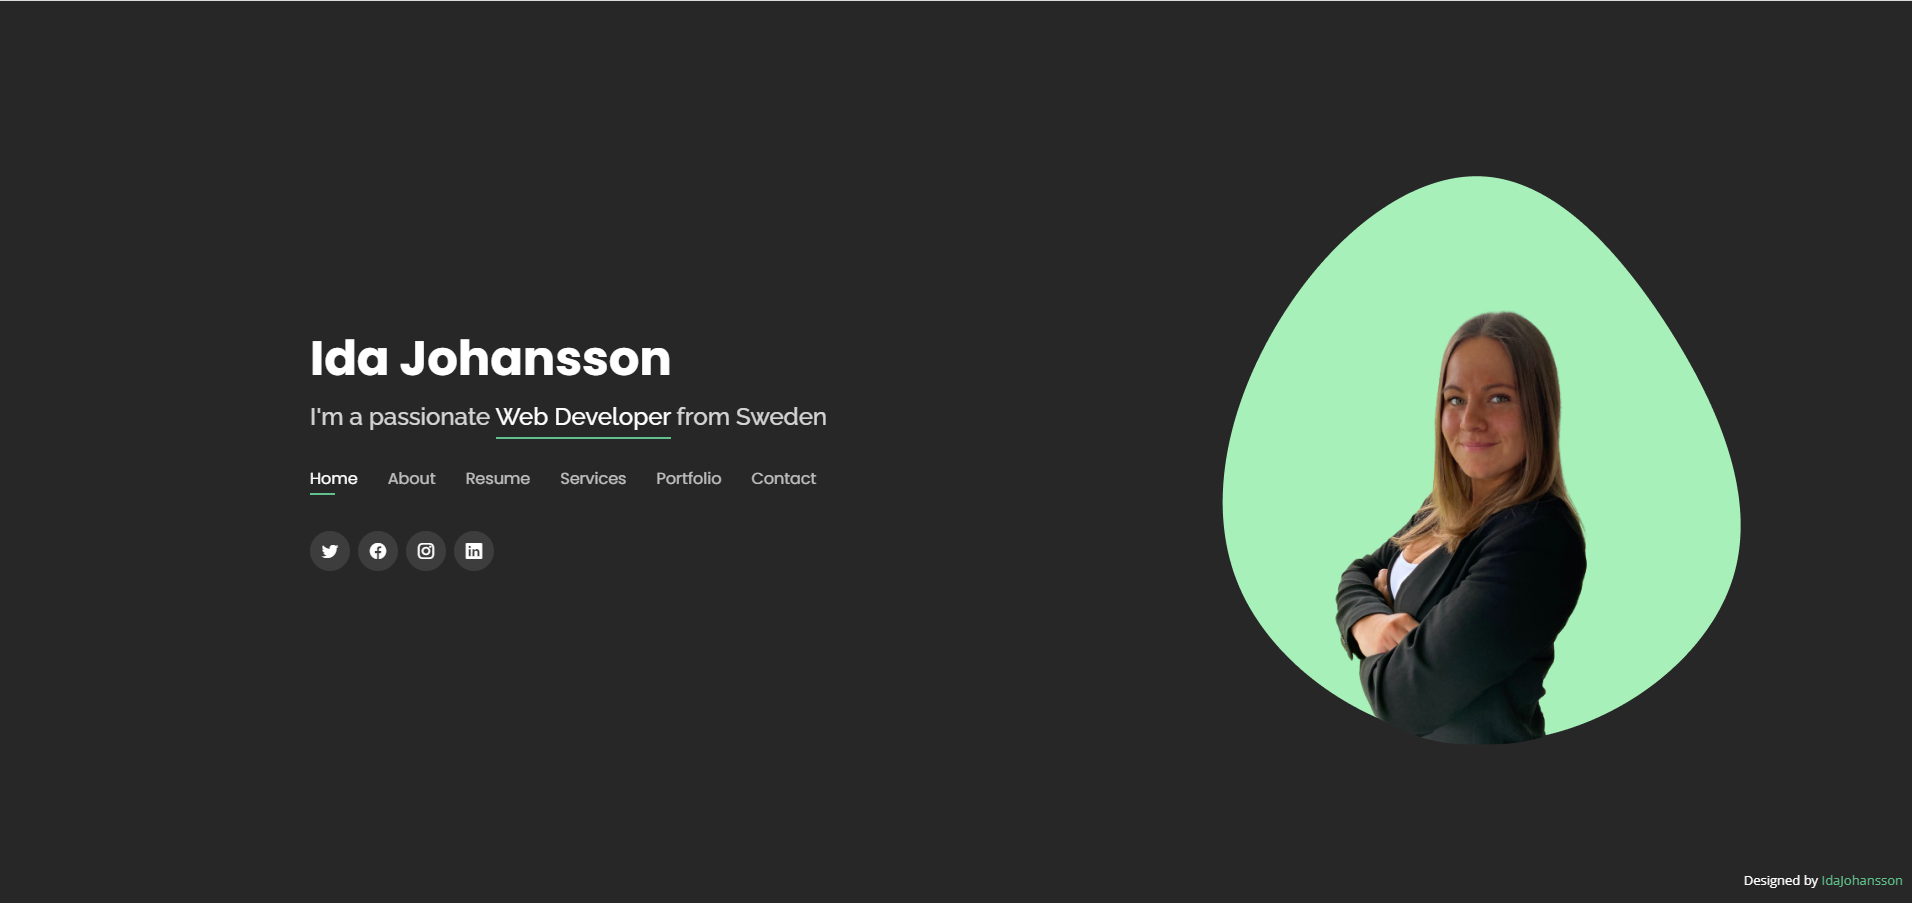 Ida Johansson
I'm a passionate Web Developer from Sweden
Home About Resume Services Portfolio Contact
Designed by IdaJohansson